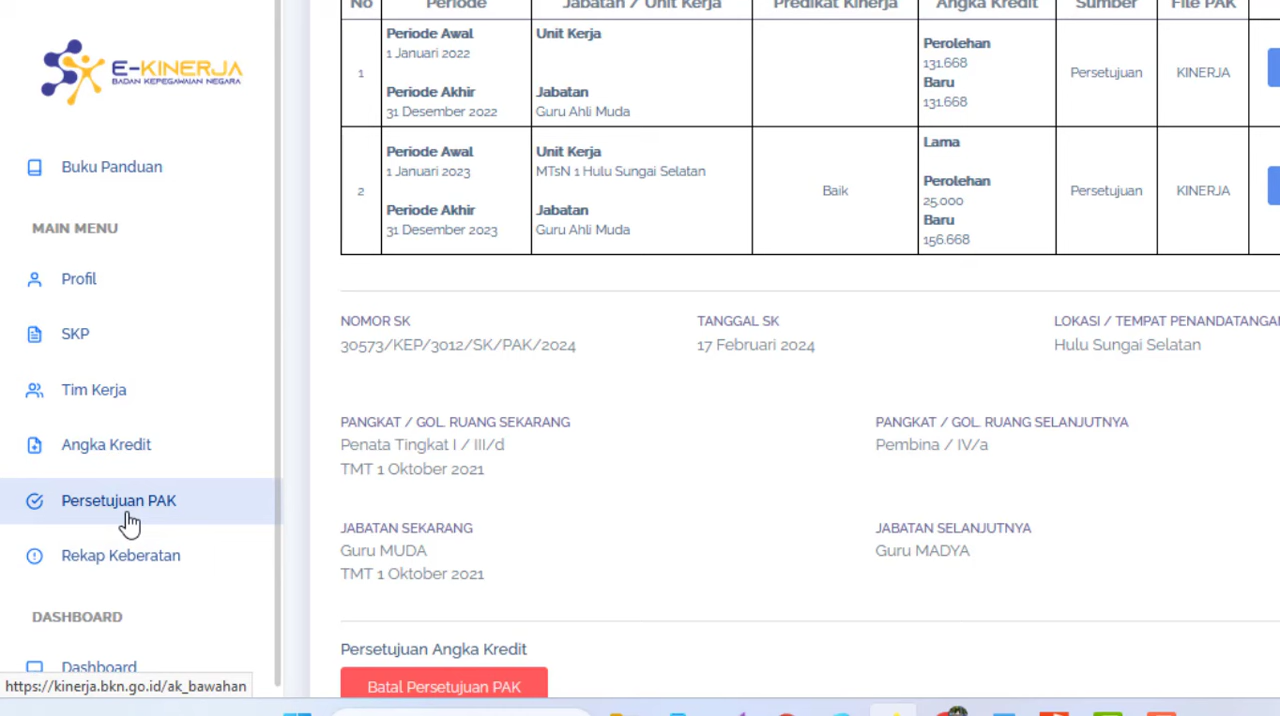 E-KINERJA
BADAN KEPEGAWAIAN NEGARA
Buku Panduan
MAIN MENU
Profil
SKP
Tim Kerja
Angka Kredit
Persetujuan PAK
Rekap Keberatan
DASHBOARD
Dashboard
https://kinerja.bkn.go.id/ak_bawahan
No Periode Jabatan / Unit Kerja Predikat Kinerja Angka Kredit Sumber File PAK
1
Periode Awal
1 Januari 2022
Periode Akhir
31 Desember 2022
Unit Kerja
Jabatan
Guru Ahli Muda
Perolehan
131.668
Baru
131.668
Persetujuan
KINERJA
2
Periode Awal
1 Januari 2023
Periode Akhir
31 Desember 2023
Unit Kerja
MTsN 1 Hulu Sungai Selatan
Jabatan
Guru Ahli Muda
Baik
Lama
Perolehan
25.000
Baru
156.668
Persetujuan
KINERJA
NOMOR SK
30573/KEP/3012/SK/PAK/2024
TANGGAL SK
17 Februari 2024
LOKASI / TEMPAT PENANDATANGAN
Hulu Sungai Selatan
PANGKAT / GOL. RUANG SEKARANG
Penata Tingkat I / III/d
TMT 1 Oktober 2021
PANGKAT / GOL. RUANG SELANJUTNYA
Pembina / IV/a
JABATAN SEKARANG
Guru MUDA
TMT 1 Oktober 2021
JABATAN SELANJUTNYA
Guru MADYA
Persetujuan Angka Kredit
Batal Persetujuan PAK